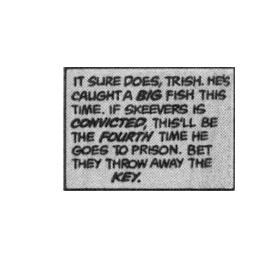 IT SURE DOES, TRISH. HE'S
CAUGHT A BIG FISH THIS
TIME. IF SKEEVERS IS
CONVICTED, THIS'LL BE
THE FOURTH TIME HE
GOES TO PRISON. BET
THEY THROW AWAY THE
KEY.